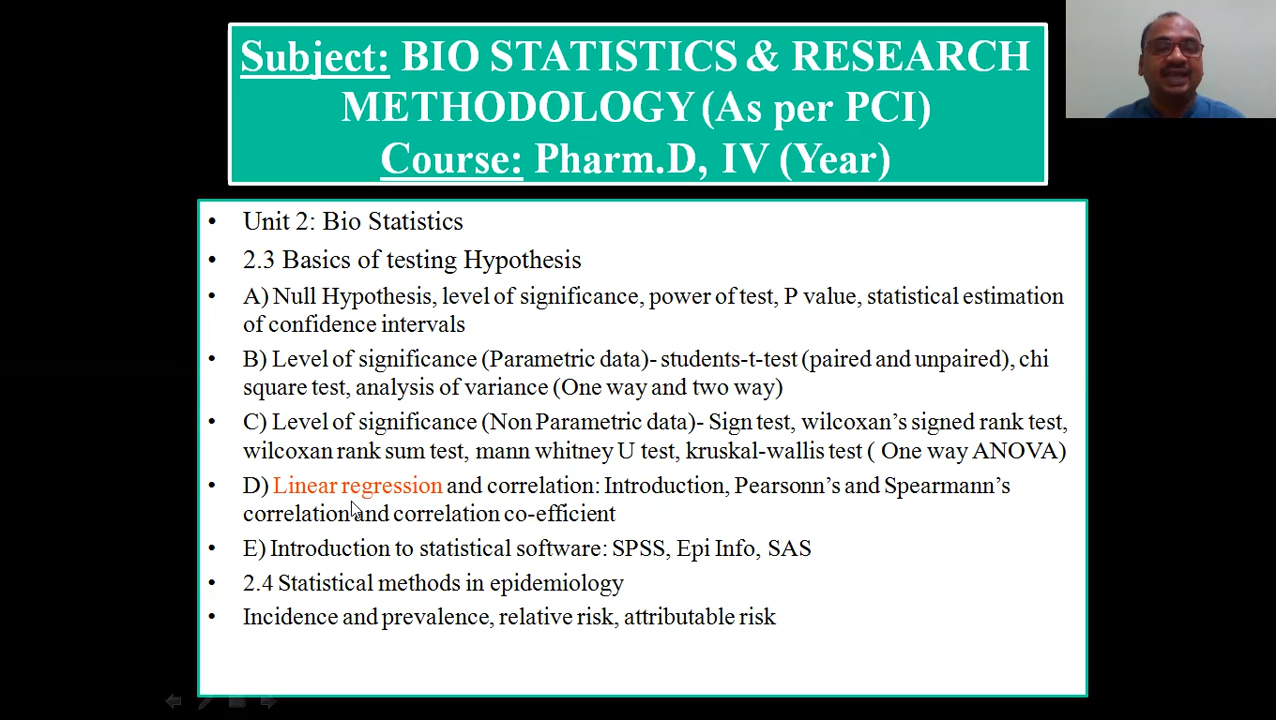 Subject: BIO STATISTICS & RESEARCH
METHODOLOGY (As per PCI)
Course: Pharm.D, IV (Year)
• Unit 2: Bio Statistics
• 2.3 Basics of testing Hypothesis
• A) Null Hypothesis, level of significance, power of test, P value, statistical estimation
of confidence intervals
• B) Level of significance (Parametric data)- students-t-test (paired and unpaired), chi
square test, analysis of variance (One way and two way)
• C) Level of significance (Non Parametric data)- Sign test, wilcoxan’s signed rank test,
wilcoxan rank sum test, mann whitney U test, kruskal-wallis test ( One way ANOVA)
• D) Linear regression and correlation: Introduction, Pearsonn’s and Spearmann’s
correlation and correlation co-efficient
• E) Introduction to statistical software: SPSS, Epi Info, SAS
• 2.4 Statistical methods in epidemiology
• Incidence and prevalence, relative risk, attributable risk